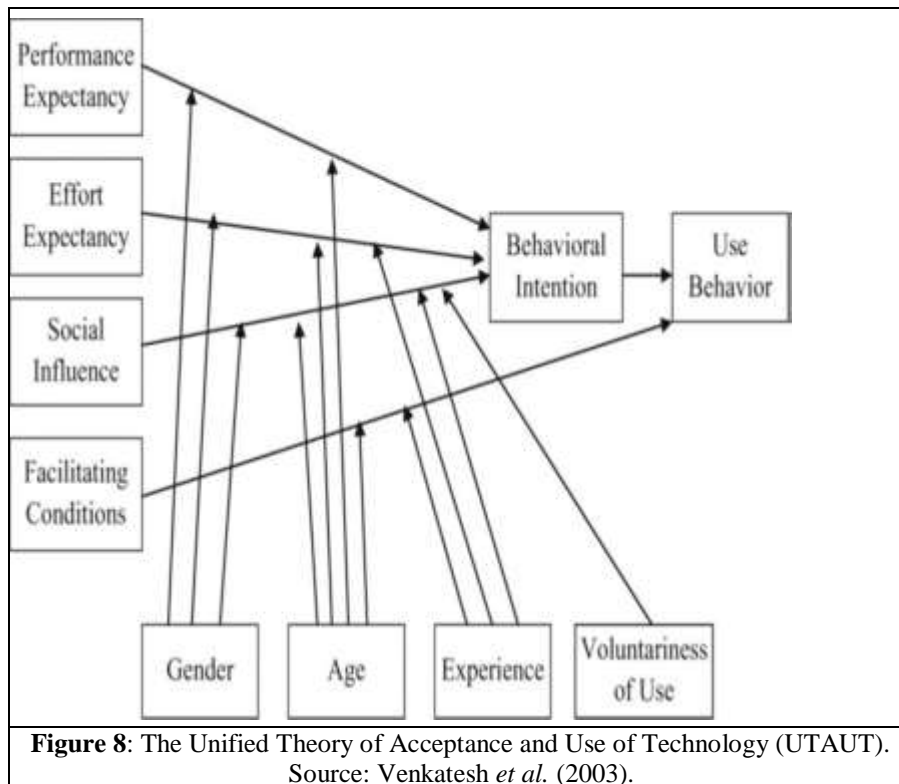 Performance
Expectancy
Effort
Expectancy
Social
Influence
Facilitating
Conditions
Behavioral
Intention
Use
Behavior
Gender
Age
Experience
Voluntariness
of Use
Figure 8: The Unified Theory of Acceptance and Use of Technology (UTAUT).
Source: Venkatesh et al. (2003).